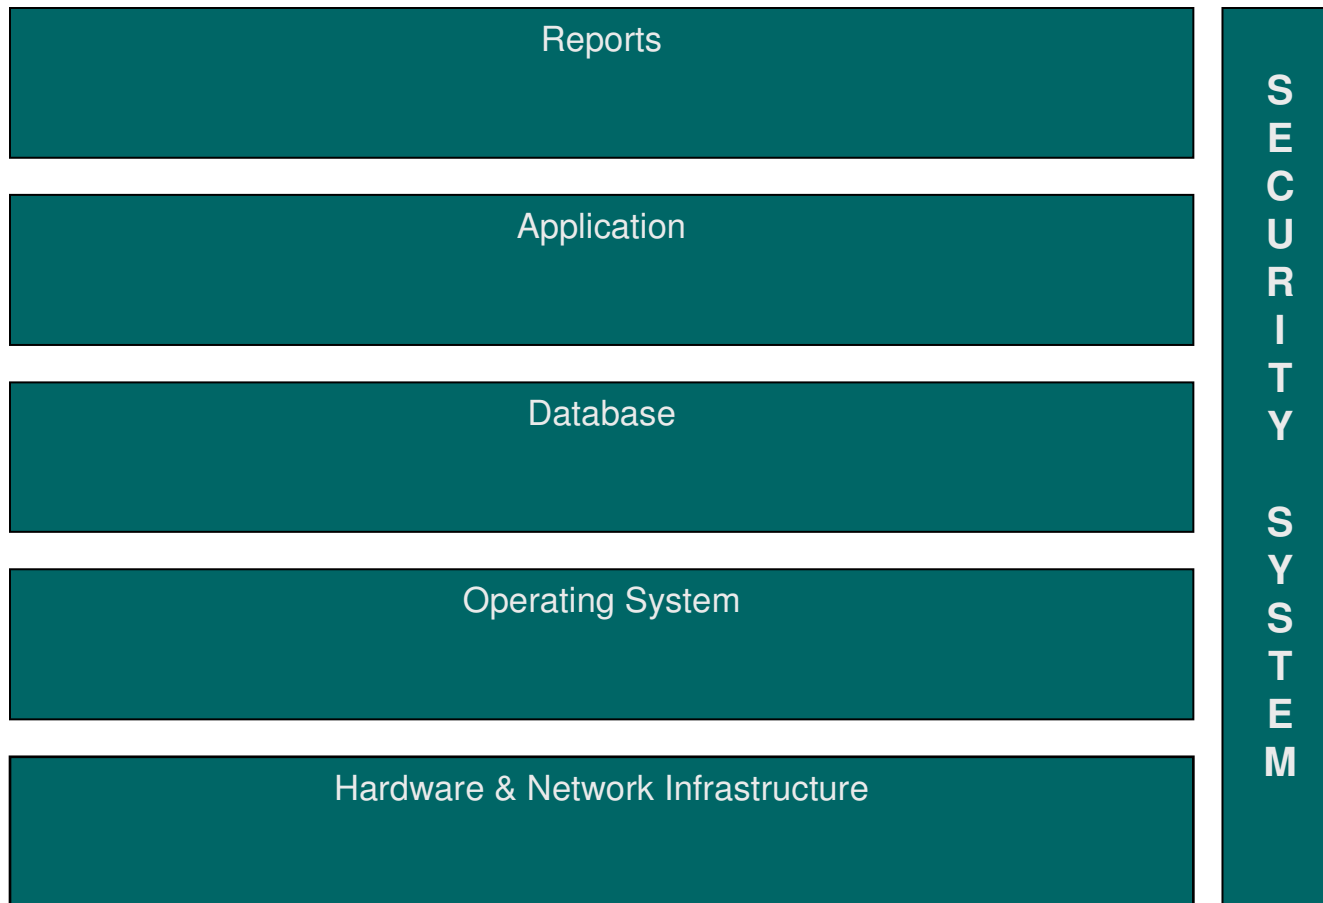 Reports
Application
Database
Operating System
Hardware & Network Infrastructure
S
E
C
U
R
I
T
Y
S
Y
S
T
E
M